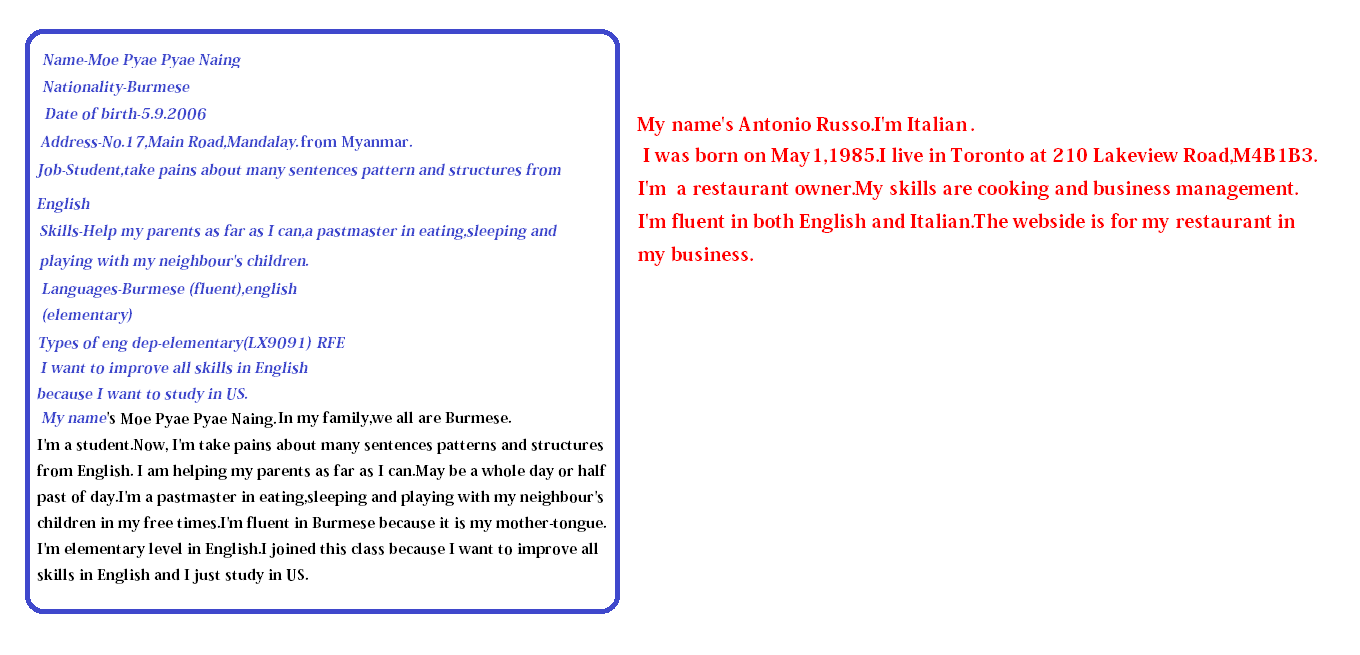 Name-Moe Pyae Pyae Naing
Nationality-Burmese
Date of birth-5.9.2006
Address-No.17,Main Road,Mandalay.from Myanmar.
Job-Student,take pains about many sentences pattern and structures from
English
Skills-Help my parents as far as I can,a pastmaster in eating,sleeping and
playing with my neighbour's children.
Languages-Burmese (fluent),english
(elementary)
Types of eng dep-elementary(LX9091) RFE
I want to improve all skills in English
because I want to study in US.
My name's Moe Pyae Pyae Naing.In my family,we all are Burmese.
I'm a student.Now, I'm take pains about many sentences patterns and structures
from English. I am helping my parents as far as I can.May be a whole day or half
past of day.I'm a pastmaster in eating,sleeping and playing with my neighbour's
children in my free times.I'm fluent in Burmese because it is my mother-tongue.
I'm elementary level in English.I joined this class because I want to improve all
skills in English and I just study in US.
My name's Antonio Russo.I'm Italian.
I was born on May1,1985.I live in Toronto at 210 Lakeview Road,M4B1B3.
I'm a restaurant owner.My skills are cooking and business management.
I'm fluent in both English and Italian.The webside is for my restaurant in
my business.